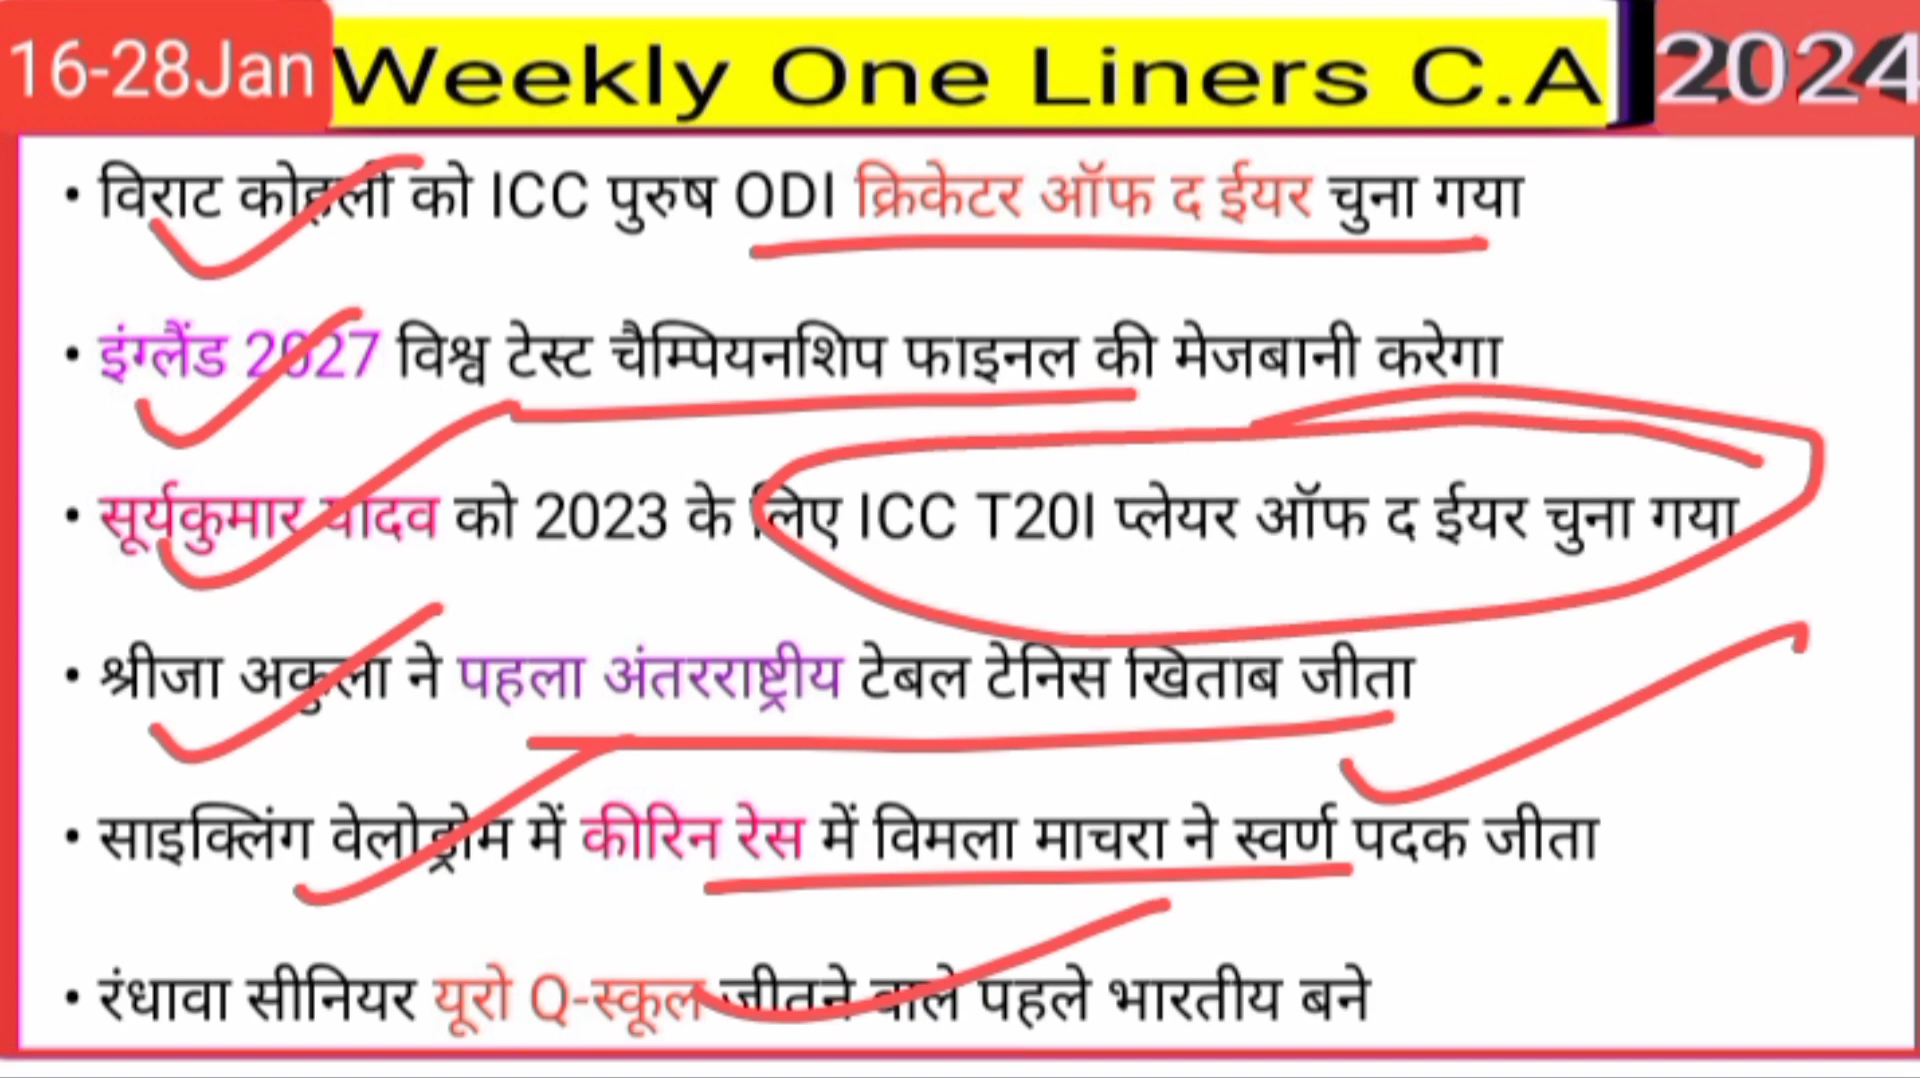 16-28Jan Weekly One Liners C.A 2024
• विराट कोहली को ICC पुरुष ODI क्रिकेटर ऑफ द ईयर चुना गया
• इंग्लैंड 2027 विश्व टेस्ट चैम्पियनशिप फाइनल की मेजबानी करेगा
• सूर्यकुमार यादव को 2023 के लिए ICC T20I प्लेयर ऑफ द ईयर चुना गया
• श्रीजा अकुला ने पहला अंतरराष्ट्रीय टेबल टेनिस खिताब जीता
• साइक्लिंग वेलोड्रोम में कीरिन रेस में विमला माचरा ने स्वर्ण पदक जीता
• रंधावा सीनियर यूरो Q-स्कूल जीतने वाले पहले भारतीय बने